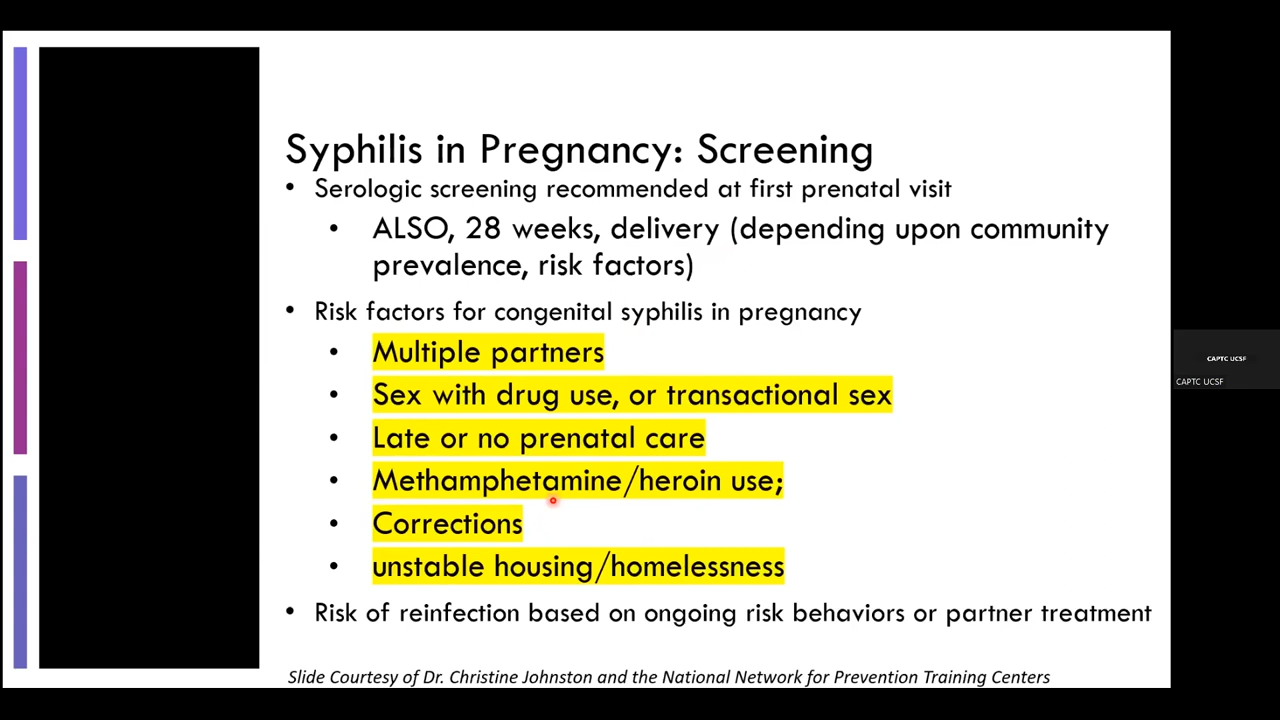 Syphilis in Pregnancy: Screening
• Serologic screening recommended at first prenatal visit
• ALSO, 28 weeks, delivery (depending upon community
prevalence, risk factors)
• Risk factors for congenital syphilis in pregnancy
• Multiple partners
• Sex with drug use, or transactional sex
• Late or no prenatal care
• Methamphetamine/heroin use;
• Corrections
• unstable housing/homelessness
• Risk of reinfection based on ongoing risk behaviors or partner treatment
Slide Courtesy of Dr. Christine Johnston and the National Network for Prevention Training Centers
CAPTC UCSF
CAPTC UCSF